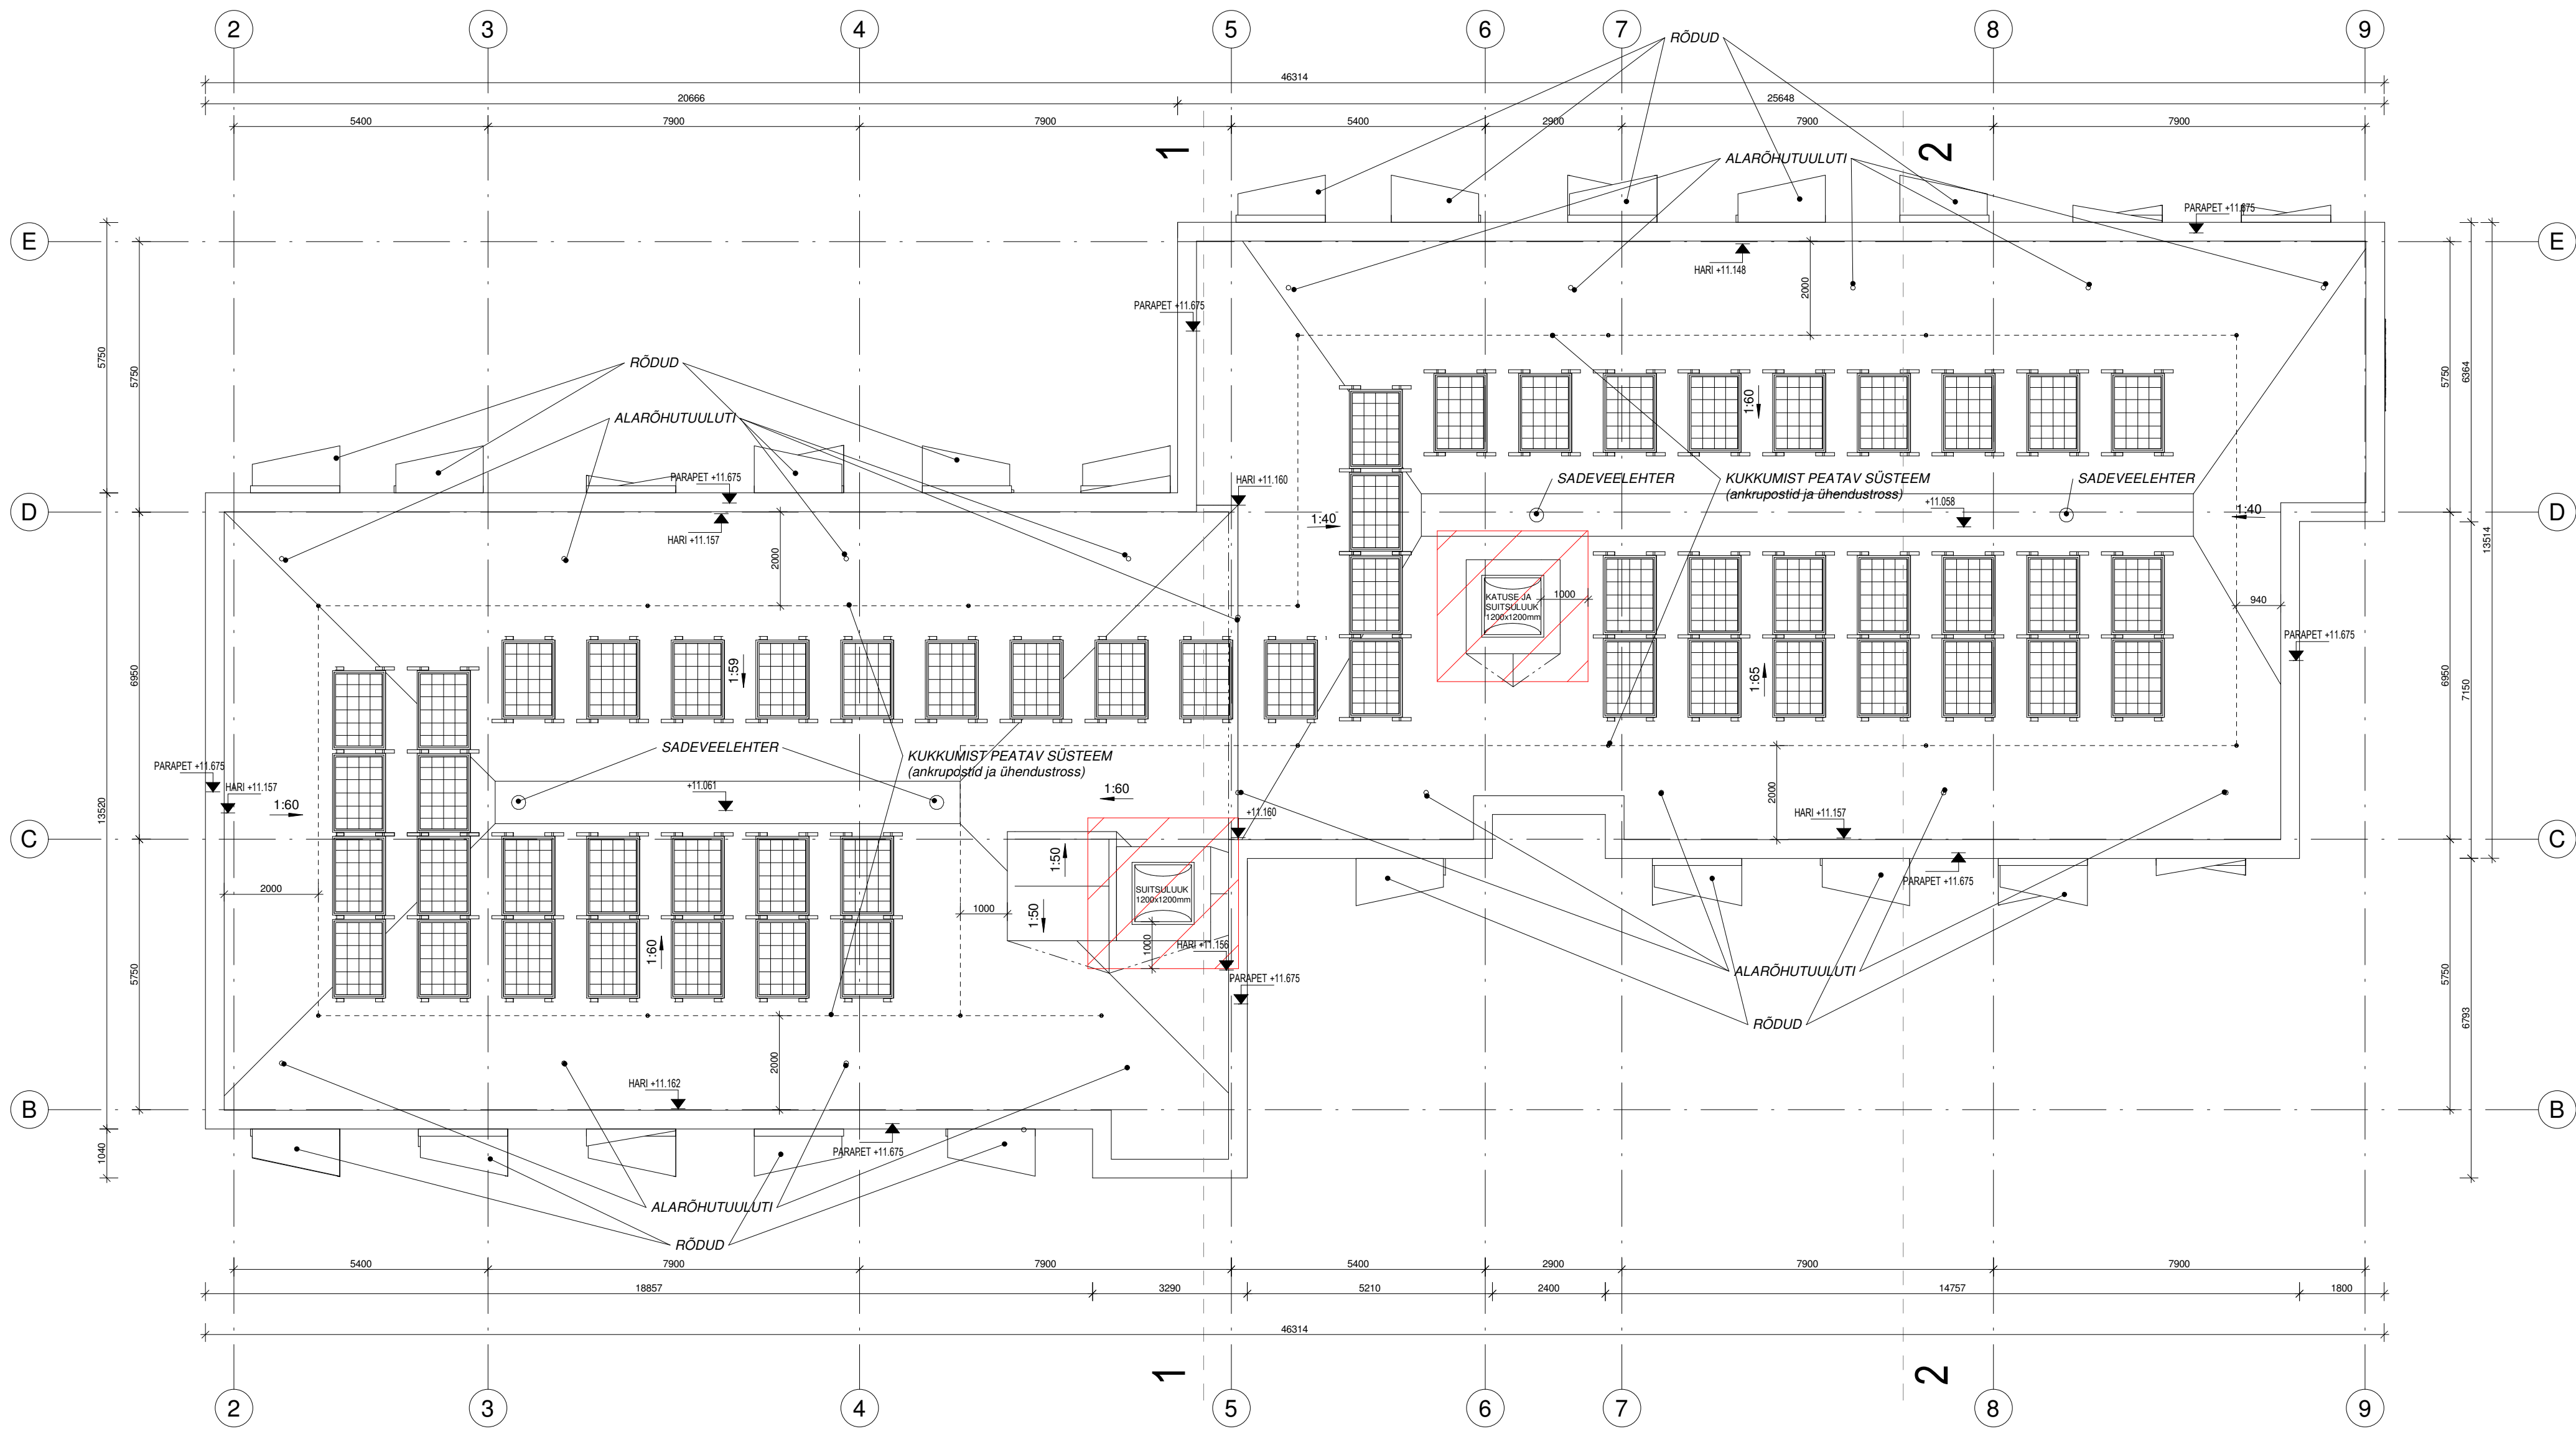 2 3 4 5 6 7 8 9
RÕDUD
46314
20666 25648
5400 7900 7900 5400 2900 7900 7900
1 2
ALARÕHUTUULUTI
PARAPET +11.675
E E
HARI +11.148
2000
PARAPET +11.675
5750 5750 5750 6364 13514
RÕDUD
1:60
ALARÕHUTUULUTI
PARAPET +11.675
HARI +11.160
SADEVEELEHTER
KUKKUMIST PEATAV SÜSTEEM
(ankrupostid ja ühendustross)
SADEVEELEHTER
+11.058
D D
1:40 1:40
HARI +11.157
2000
KATUSE JA
SUITSULUUK
1200x1200mm
1000
940
PARAPET +11.675
6950 1:59 1:65 6950 7150
SADEVEELEHTER
KUKKUMIST PEATAV SÜSTEEM
(ankrupostid ja ühendustross)
PARAPET +11.675
HARI +11.157
1:60
+11.061
1:60
2000
13520
+11.160
HARI +11.157
C C
1:50
2000
SUITSULUUK
1200x1200mm
PARAPET +11.675
1000
1:50
1:60
1000
HARI +11.156
PARAPET +11.675
ALARÕHUTUULUTI
5750 5750 6793
RÕDUD
2000
HARI +11.162
B B
1040
PARAPET +11.675
ALARÕHUTUULUTI
RÕDUD
5400 7900 7900 5400 2900 7900 7900
18857 3290 5210 2400 14757 1800
46314
1 2
2 3 4 5 6 7 8 9